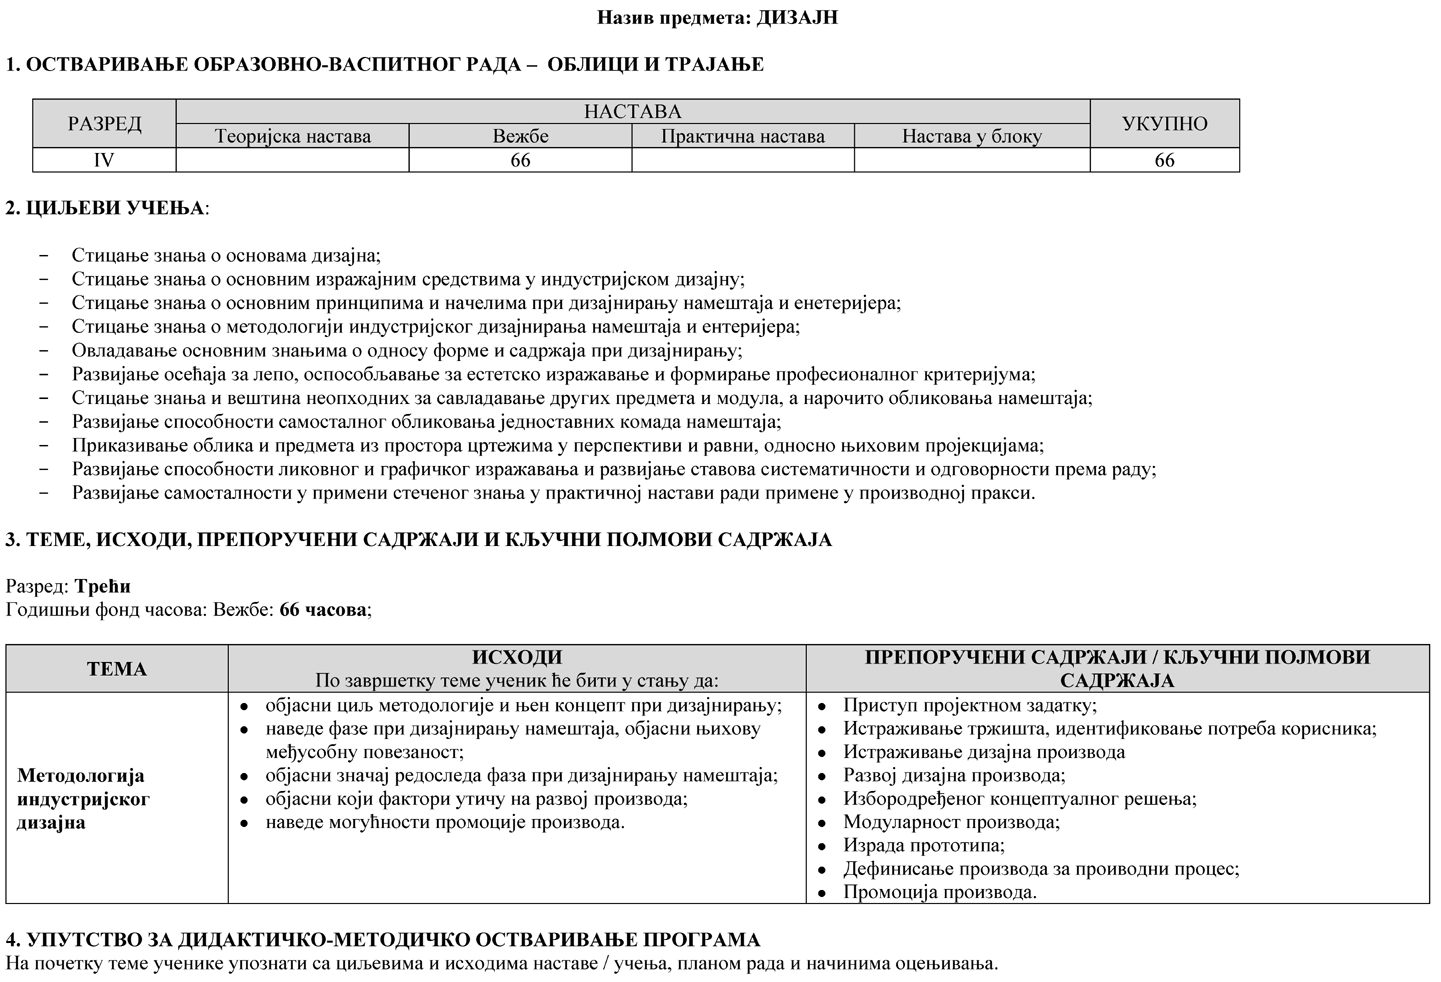 Назив предмета: ДИЗАЈН
1. ОСТВАРИВАЊЕ ОБРАЗОВНО-ВАСПИТНОГ РАДА – ОБЛИЦИ И ТРАЈАЊЕ
РАЗРЕД
НАСТАВА
УКУПНО
Теоријска настава
Вежбе
Практична настава
Настава у блоку
IV
66
66
2. ЦИЉЕВИ УЧЕЊА:
− Стицање знања о основама дизајна;
− Стицање знања о основним изражајним средствима у индустријском дизајну;
− Стицање знања о основним принципима и начелима при дизајнирању намештаја и енетеријера;
− Стицање знања о методологији индустријског дизајнирања намештаја и ентеријера;
− Овладавање основним знањима о односу форме и садржаја при дизајнирању;
− Развијање осећаја за лепо, оспособљавање за естетско изражавање и формирање професионалног критеријума;
− Стицање знања и вештина неопходних за савладавање других предмета и модула, а нарочито обликовања намештаја;
− Развијање способности самосталног обликовања једноставних комада намештаја;
− Приказивање облика и предмета из простора цртежима у перспективи и равни, односно њиховим пројекцијама;
− Развијање способности ликовног и графичког изражавања и развијање ставова систематичности и одговорности према раду;
− Развијање самосталности у примени стеченог знања у практичној настави ради примене у производној пракси.
3. ТЕМЕ, ИСХОДИ, ПРЕПОРУЧЕНИ САДРЖАЈИ И КЉУЧНИ ПОЈМОВИ САДРЖАЈА
Разред: Трећи
Годишњи фонд часова: Вежбе: 66 часова;
ТЕМА
ИСХОДИ
По завршетку теме ученик ће бити у стању да:
ПРЕПОРУЧЕНИ САДРЖАЈИ / КЉУЧНИ ПОЈМОВИ
САДРЖАЈА
Методологија
индустријског
дизајна
• објасни циљ методологије и њен концепт при дизајнирању;
• наведе фазе при дизајнирању намештаја, објасни њихову
међусобну повезаност;
• објасни значај редоследа фаза при дизајнирању намештаја;
• објасни који фактори утичу на развој производа;
• наведе могућности промоције производа.
• Приступ пројектном задатку;
• Истраживање тржишта, идентификовање потреба корисника;
• Истраживање дизајна производа
• Развој дизајна производа;
• Избородређеног концептуалног решења;
• Модуларност производа;
• Израда прототипа;
• Дефинисање производа за проиводни процес;
• Промоција производа.
4. УПУТСТВО ЗА ДИДАКТИЧКО-МЕТОДИЧКО ОСТВАРИВАЊЕ ПРОГРАМА
На почетку теме ученике упознати са циљевима и исходима наставе / учења, планом рада и начинима оцењивања.